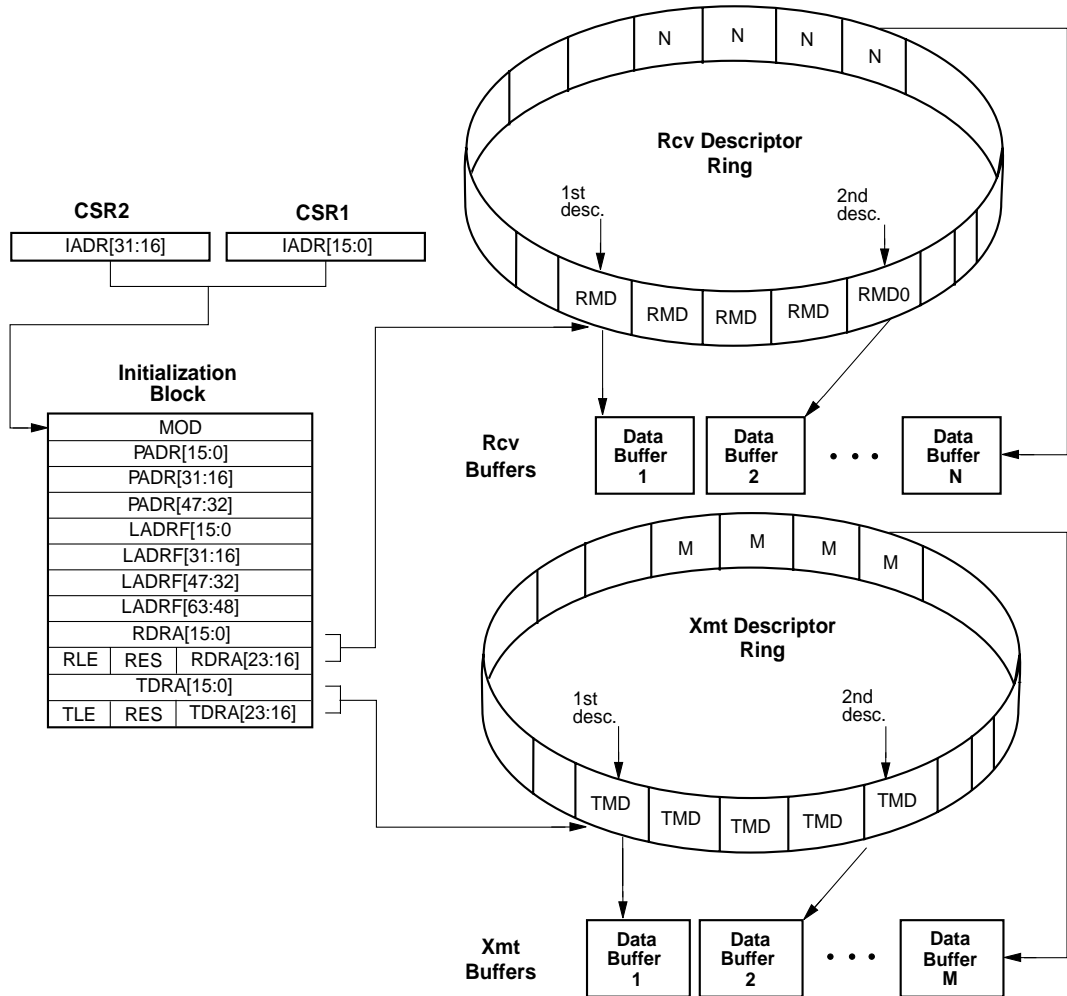 N N N N
Rcv Descriptor
Ring
1st
desc.
2nd
desc.
CSR2
CSR1
IADR[31:16]
IADR[15:0]
RMD RMD RMD RMD RMD0
Initialization
Block
MOD
PADR[15:0]
PADR[31:16]
PADR[47:32]
LADRF[15:0
LADRF[31:16]
LADRF[47:32]
LADRF[63:48]
RDRA[15:0]
RLE RES RDRA[23:16]
TDRA[15:0]
TLE RES TDRA[23:16]
Rcv
Buffers
Data
Buffer
1
Data
Buffer
2
• • •
Data
Buffer
N
M M M M
Xmt Descriptor
Ring
1st
desc.
2nd
desc.
TMD TMD TMD TMD TMD
Xmt
Buffers
Data
Buffer
1
Data
Buffer
2
• • •
Data
Buffer
M